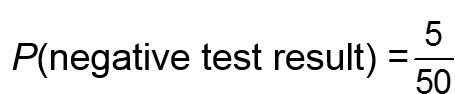 P(negative test result) = 5/50